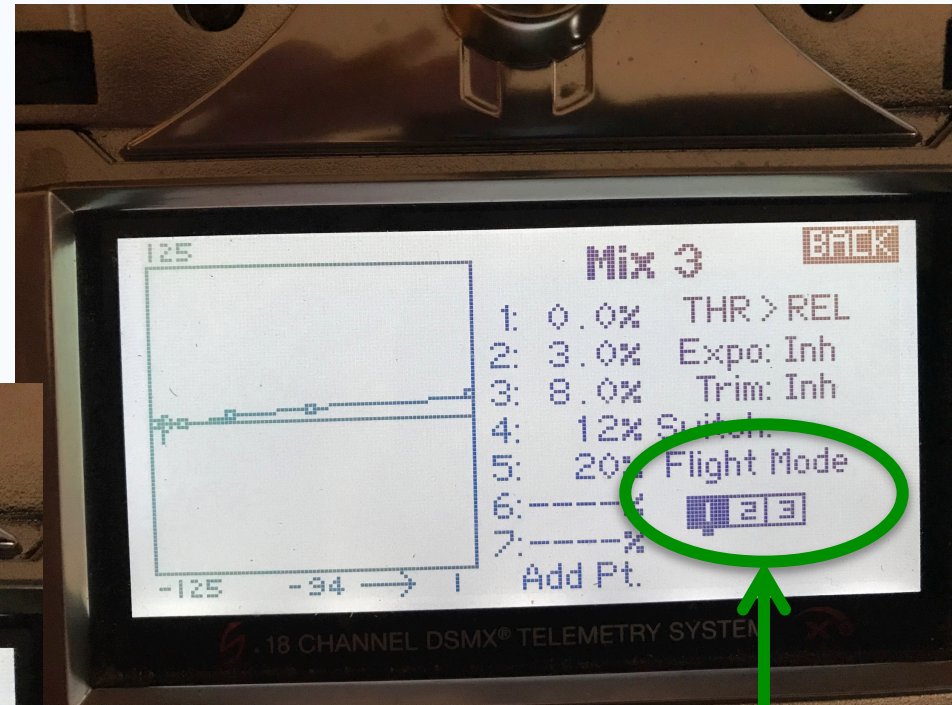 125
Mix 3
BACK
1: 0.0% THR > REL
2: 3.0% Expo: Inh
3: 8.0% Trim: Inh
4: 12% Switch:
5: 20% Flight Mode
6: -----% 1 2 3
7: -----%
-125 -94 → 1 Add Pt.
18 CHANNEL DSMX® TELEMETRY SYSTEM